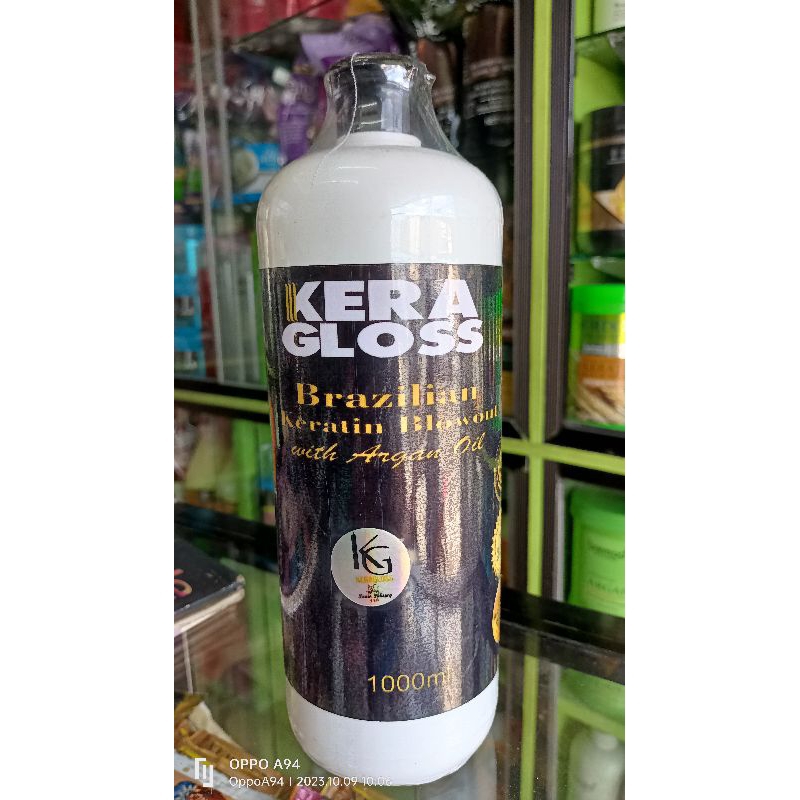 KERA
GLOSS
Brazilian
Keratin Blowout
with Argan Oil
KG
1000ml
OPPO A94
OppoA94 | 2023.10.09 10:06